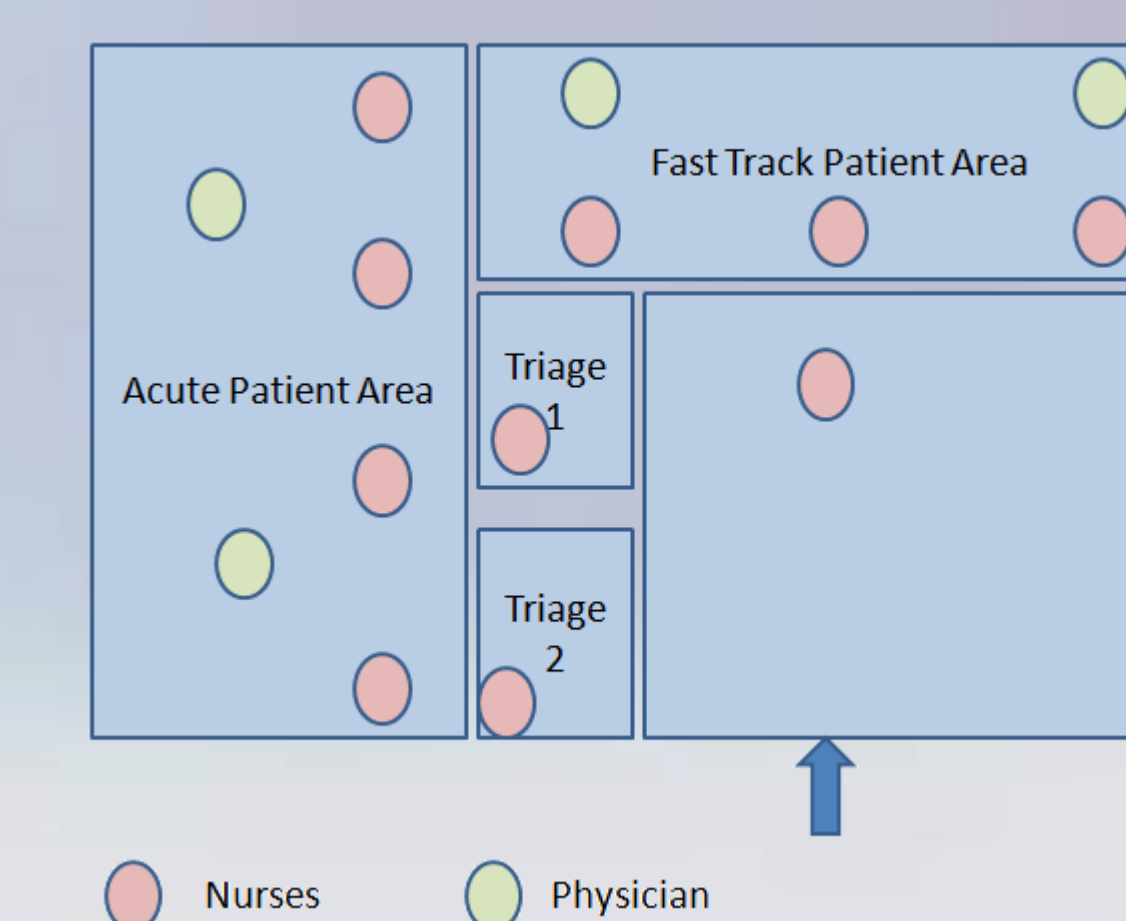 Fast Track Patient Area
Triage
1
Acute Patient Area
Triage
2
Nurses
Physician